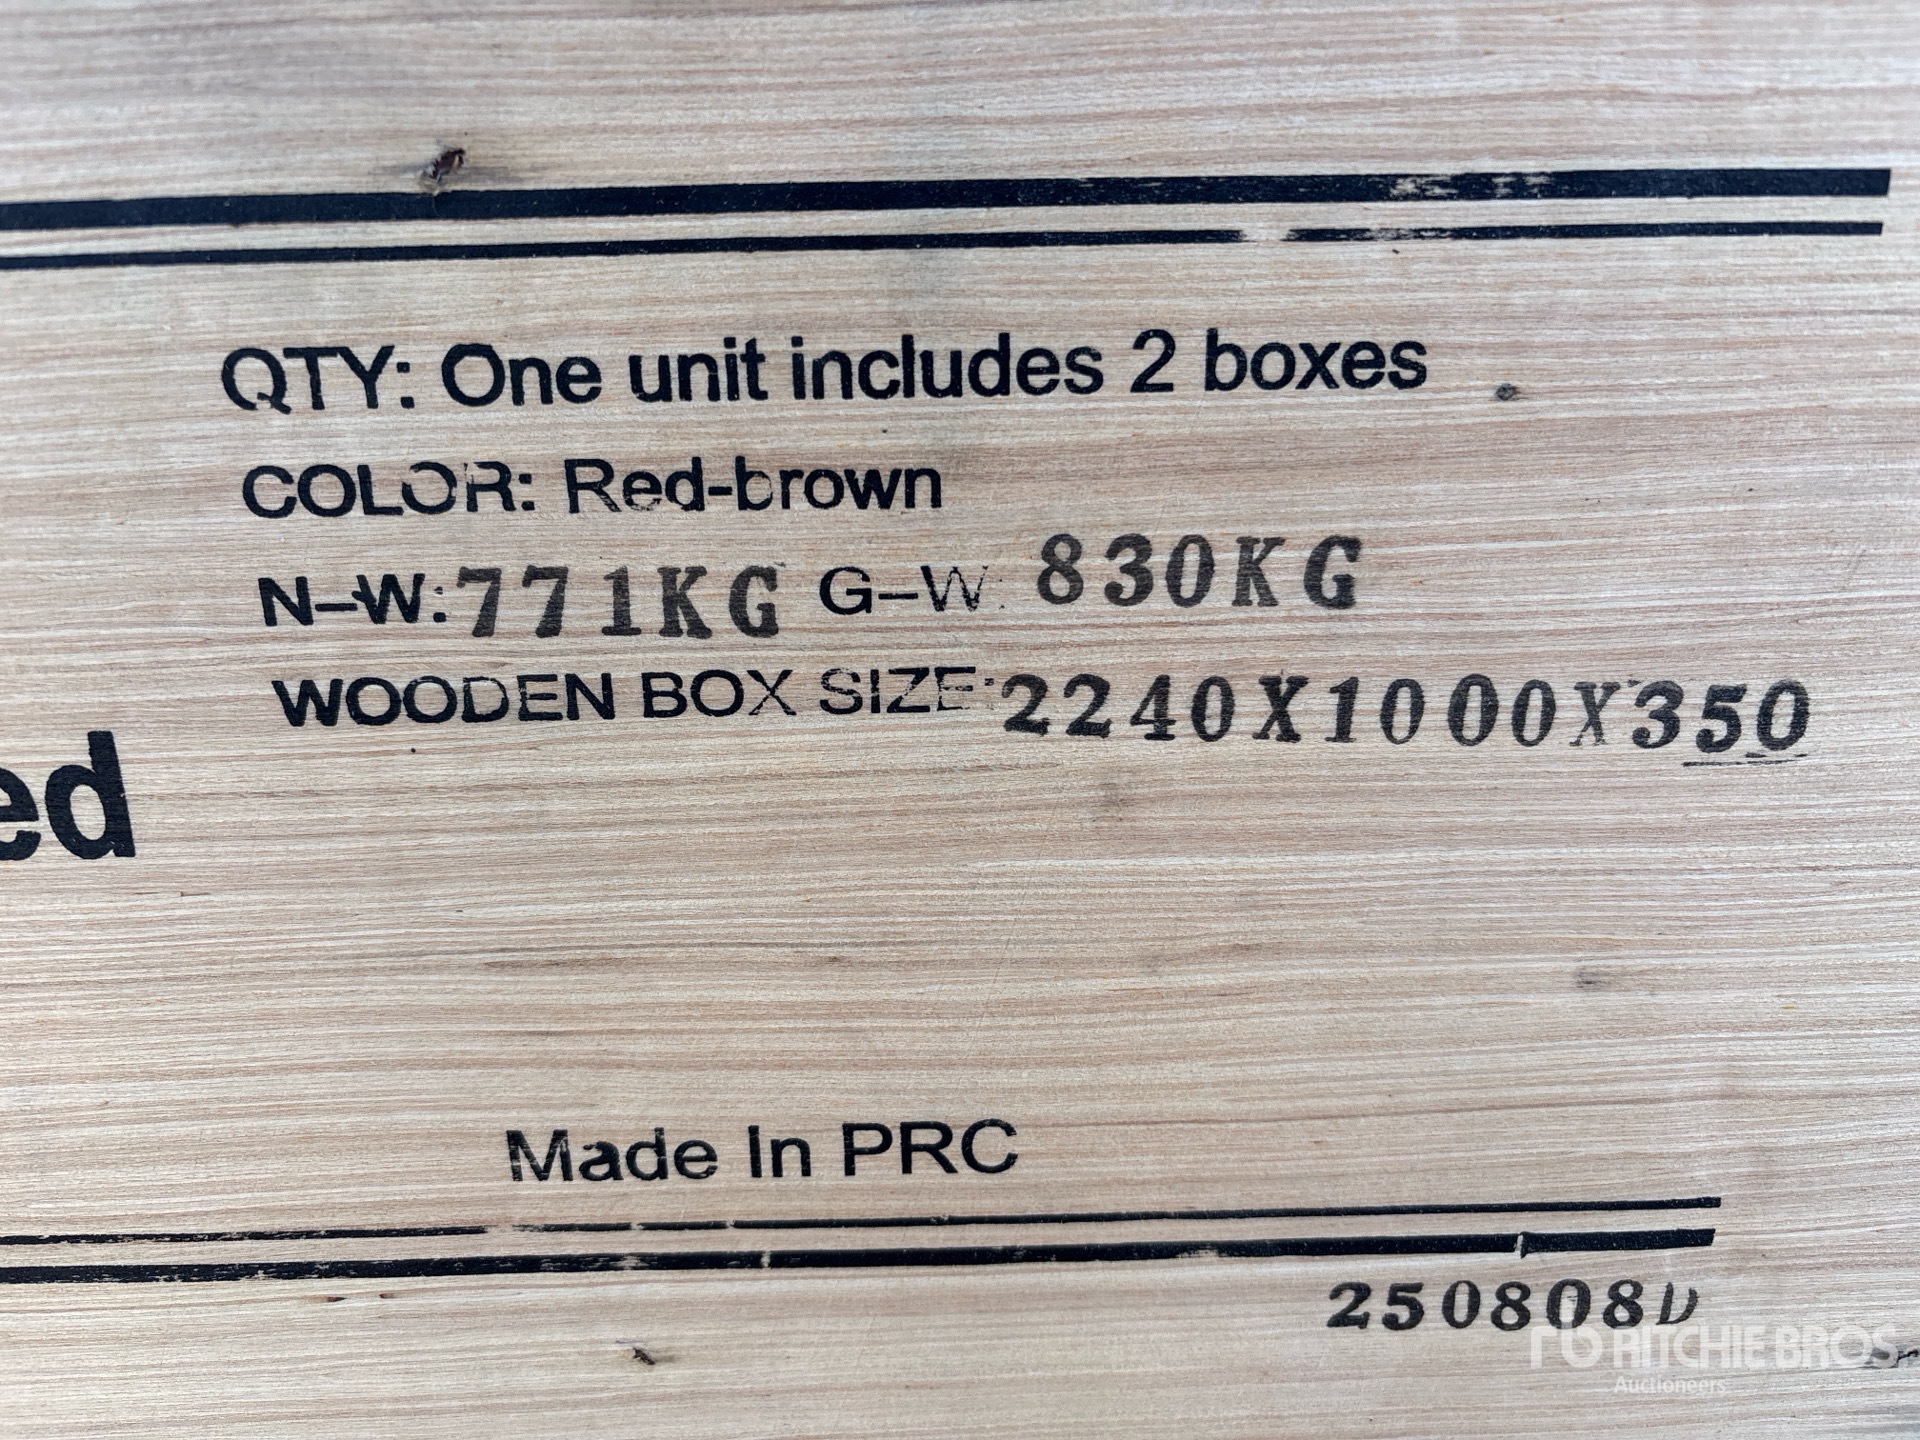 QTY: One unit includes 2 boxes
COLOR: Red-brown
N-W: 771KG G-W: 830KG
WOODEN BOX SIZE: 2240X1000X350
ed
Made In PRC
250808D
rb RITCHIE BROS.
Auctioneers